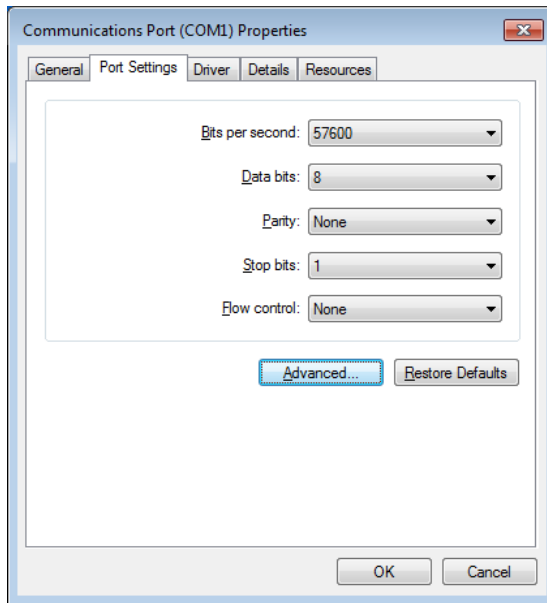 Communications Port (COM1) Properties
General Port Settings Driver Details Resources
Bits per second: 57600
Data bits: 8
Parity: None
Stop bits: 1
Flow control: None
Advanced... Restore Defaults
OK Cancel